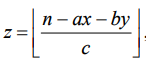 z = ⌊(n − ax − by) / c⌋,